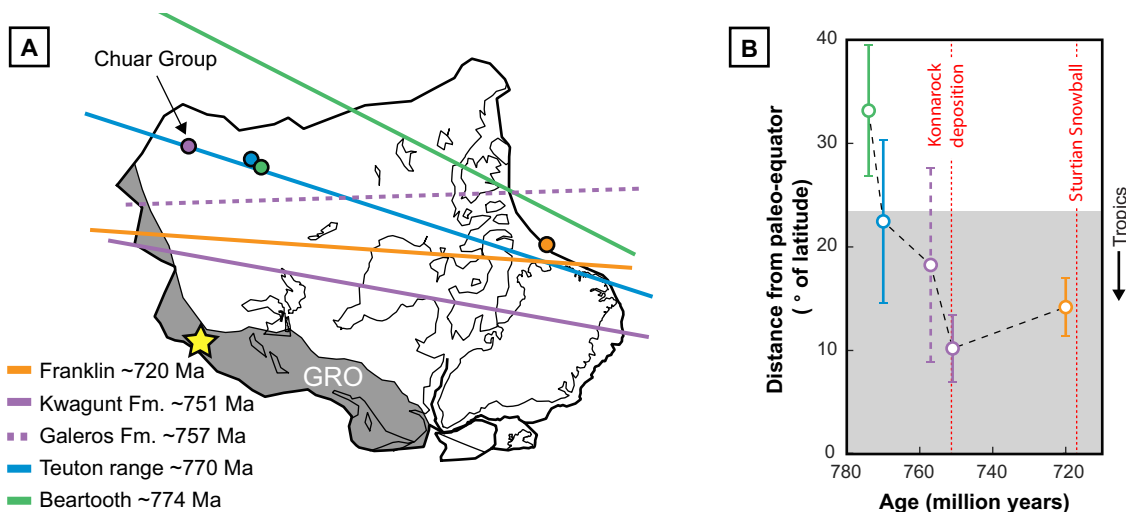 A
Chuar Group
GRO
Franklin ~720 Ma
Kwagunt Fm. ~751 Ma
Galeros Fm. ~757 Ma
Teuton range ~770 Ma
Beartooth ~774 Ma
B
Distance from paleo-equator
( ° of latitude)
40
30
20
10
0
Konnarock
deposition
Sturtian Snowball
Tropics
780
760
740
720
Age (million years)